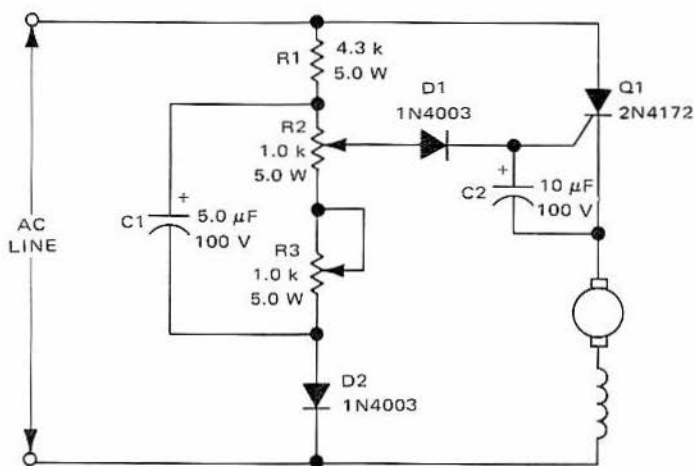 R1
4.3 k
5.0 W
D1
1N4003
Q1
2N4172
R2
1.0 k
5.0 W
+
C2
10 μF
100 V
AC
LINE
C1
+
5.0 μF
100 V
R3
1.0 k
5.0 W
D2
1N4003